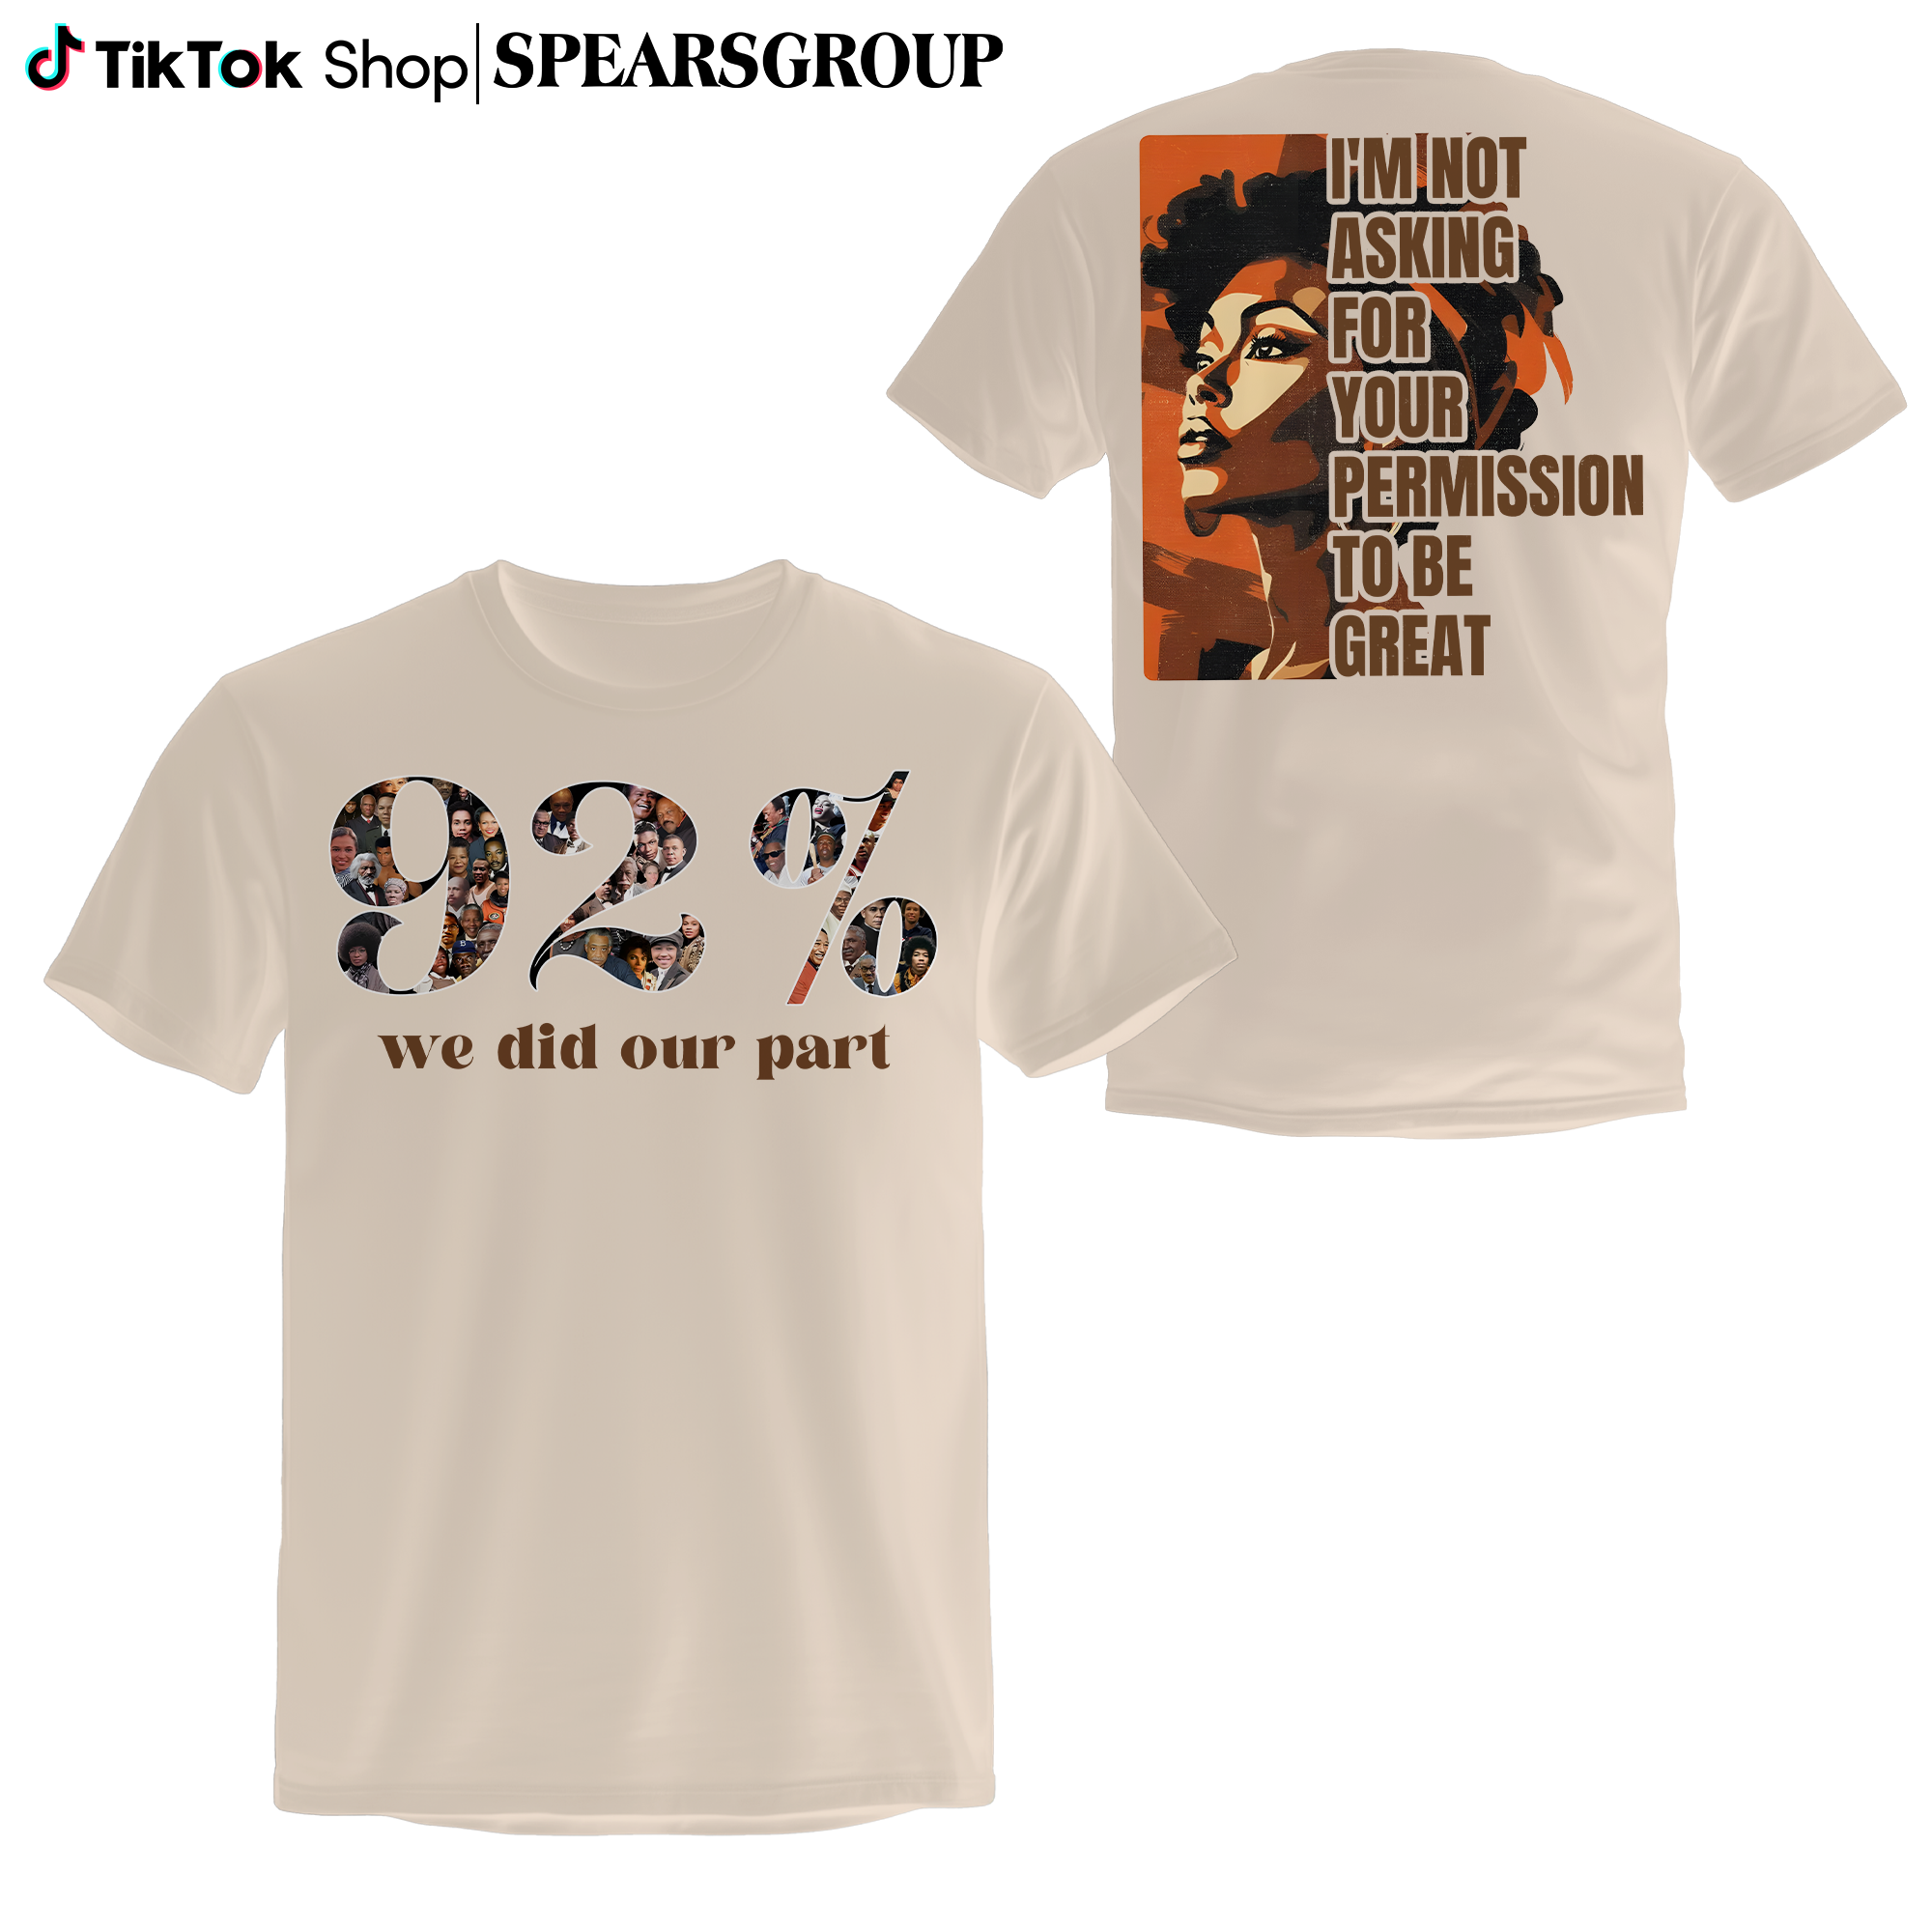 TikTok Shop | SPEARSGROUP
I'M NOT
ASKING
FOR
YOUR
PERMISSION
TO BE
GREAT
92%
we did our part